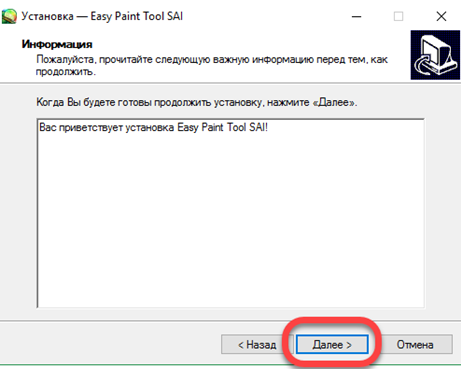 Установка — Easy Paint Tool SAI
Информация
Пожалуйста, прочитайте следующую важную информацию перед тем, как
продолжить.
Когда Вы будете готовы продолжить установку, нажмите «Далее».
Вас приветствует установка Easy Paint Tool SAI!
< Назад
Далее >
Отмена